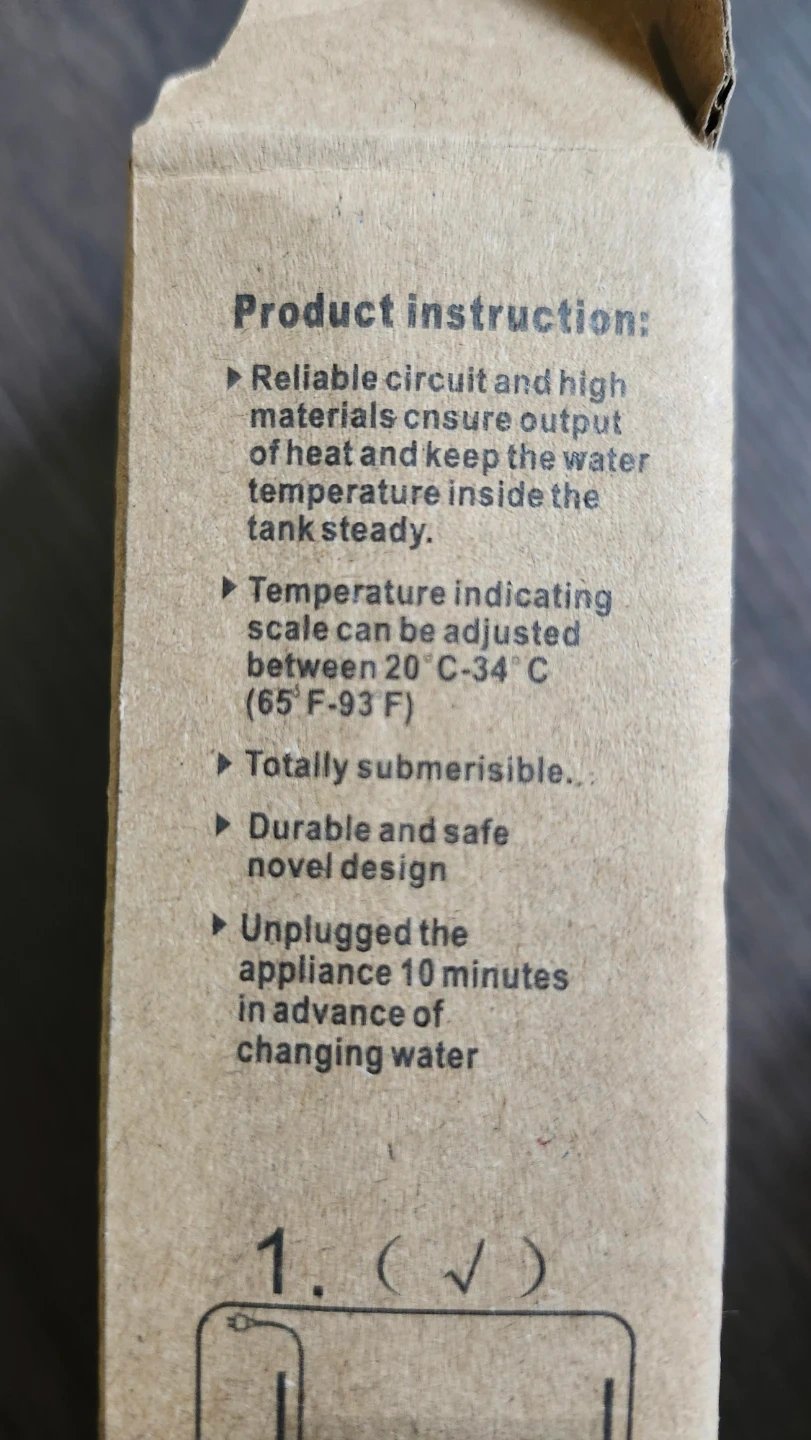 Product instruction:
▶ Reliable circuit and high
materials cnsure output
of heat and keep the water
temperature inside the
tank steady.
▶ Temperature indicating
scale can be adjusted
between 20°C-34°C
(65°F-93°F)
▶ Totally submerisible...
▶ Durable and safe
novel design
▶ Unplugged the
appliance 10 minutes
in advance of
changing water
1. ( √ )